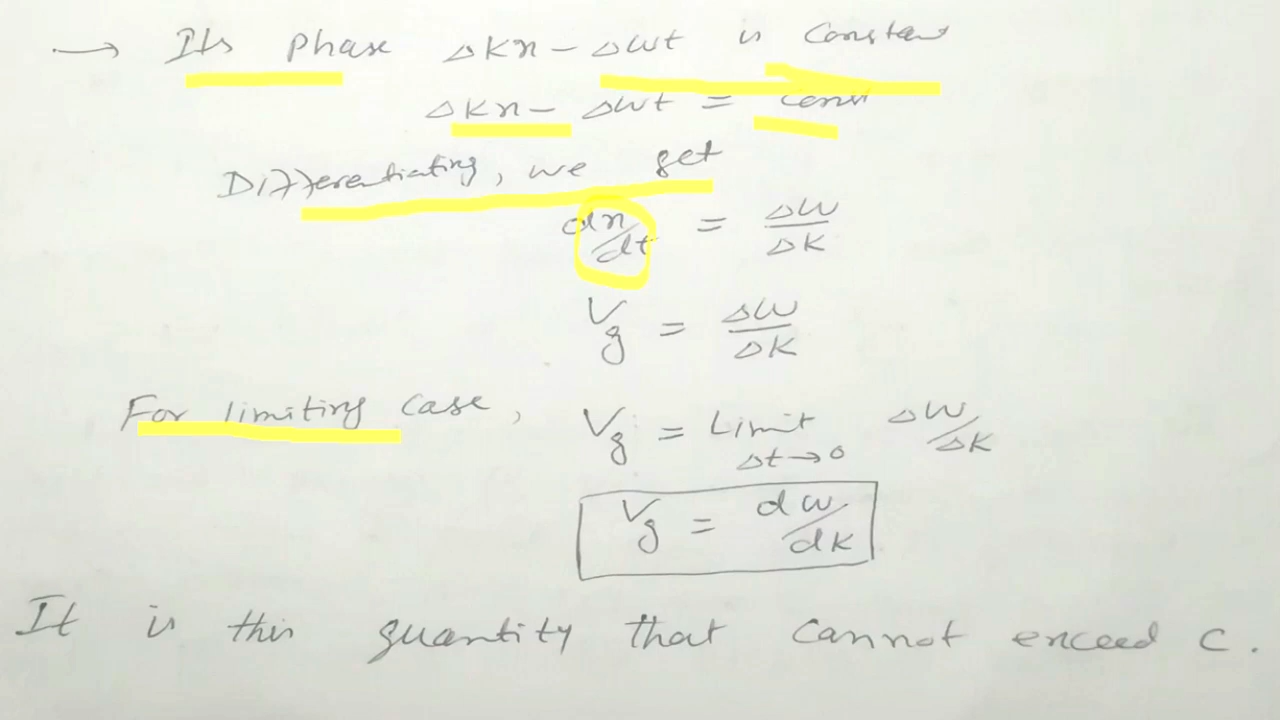 → Its phase ΔKx - Δωt is constant
ΔKx - Δωt = const
Differentiating, we get
dx/dt = Δω/ΔK
Vg = Δω/ΔK
For limiting case, Vg = Limit Δt→0 Δω/ΔK
Vg = dω/dK
It is this quantity that cannot exceed c.